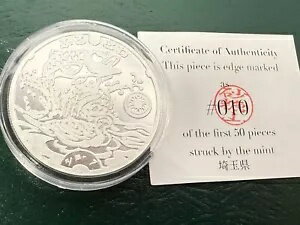 Certificate of Authenticity
This piece is edge marked
#010
of the first 50 pieces
struck by the mint
埼玉県